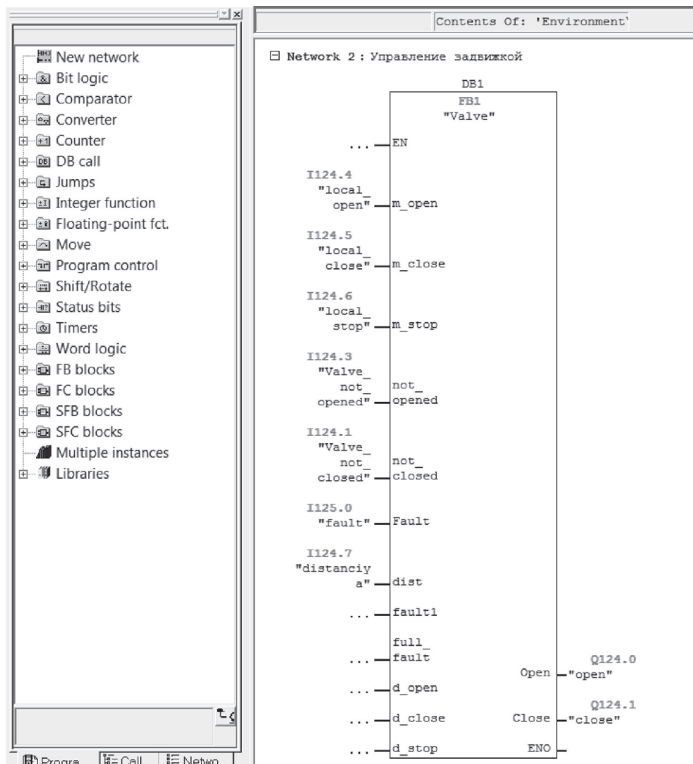 Contents Of: 'Environment'
New network
Bit logic
Comparator
Converter
Counter
DB call
Jumps
Integer function
Floating-point fct.
Move
Program control
Shift/Rotate
Status bits
Timers
Word logic
FB blocks
FC blocks
SFB blocks
SFC blocks
Multiple instances
Libraries
Progra
Call
Netwo
Network 2 : Управление задвижкой
DB1
FB1
"Valve"
... EN
I124.4
"local_
open" m_open
I124.5
"local_
close" m_close
I124.6
"local_
stop" m_stop
I124.3
"Valve_
not_ not_
opened" opened
I124.1
"Valve_
not_ not_
closed" closed
I125.0
"fault" Fault
I124.7
"distanciy
a" dist
... fault1
full_
... fault
Q124.0
Open "open"
... d_open
Q124.1
... d_close Close "close"
... d_stop ENO